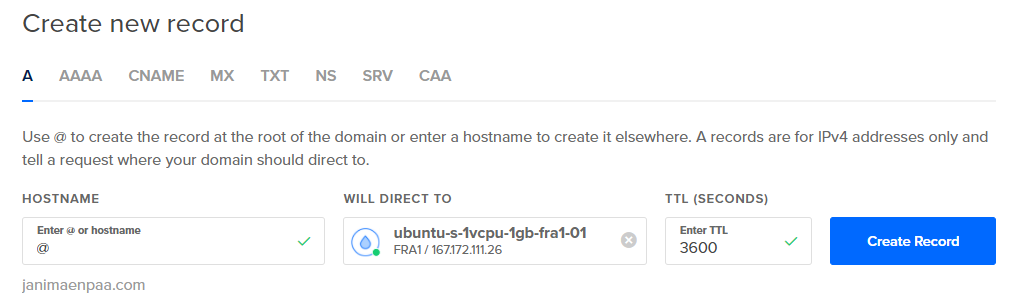 Create new record
A AAAA CNAME MX TXT NS SRV CAA
Use @ to create the record at the root of the domain or enter a hostname to create it elsewhere. A records are for IPv4 addresses only and
tell a request where your domain should direct to.
HOSTNAME WILL DIRECT TO TTL (SECONDS)
Enter @ or hostname
@
ubuntu-s-1vcpu-1gb-fra1-01
FRA1 / 167.172.111.26
Enter TTL
3600
Create Record
janimaenpaa.com